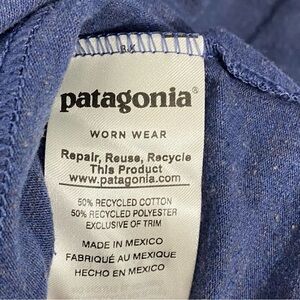 patagonia®
WORN WEAR
Repair, Reuse, Recycle
This Product
www.patagonia.com
50% RECYCLED COTTON
50% RECYCLED POLYESTER
EXCLUSIVE OF TRIM
MADE IN MEXICO
FABRIQUÉ AU MEXIQUE
HECHO EN MEXICO